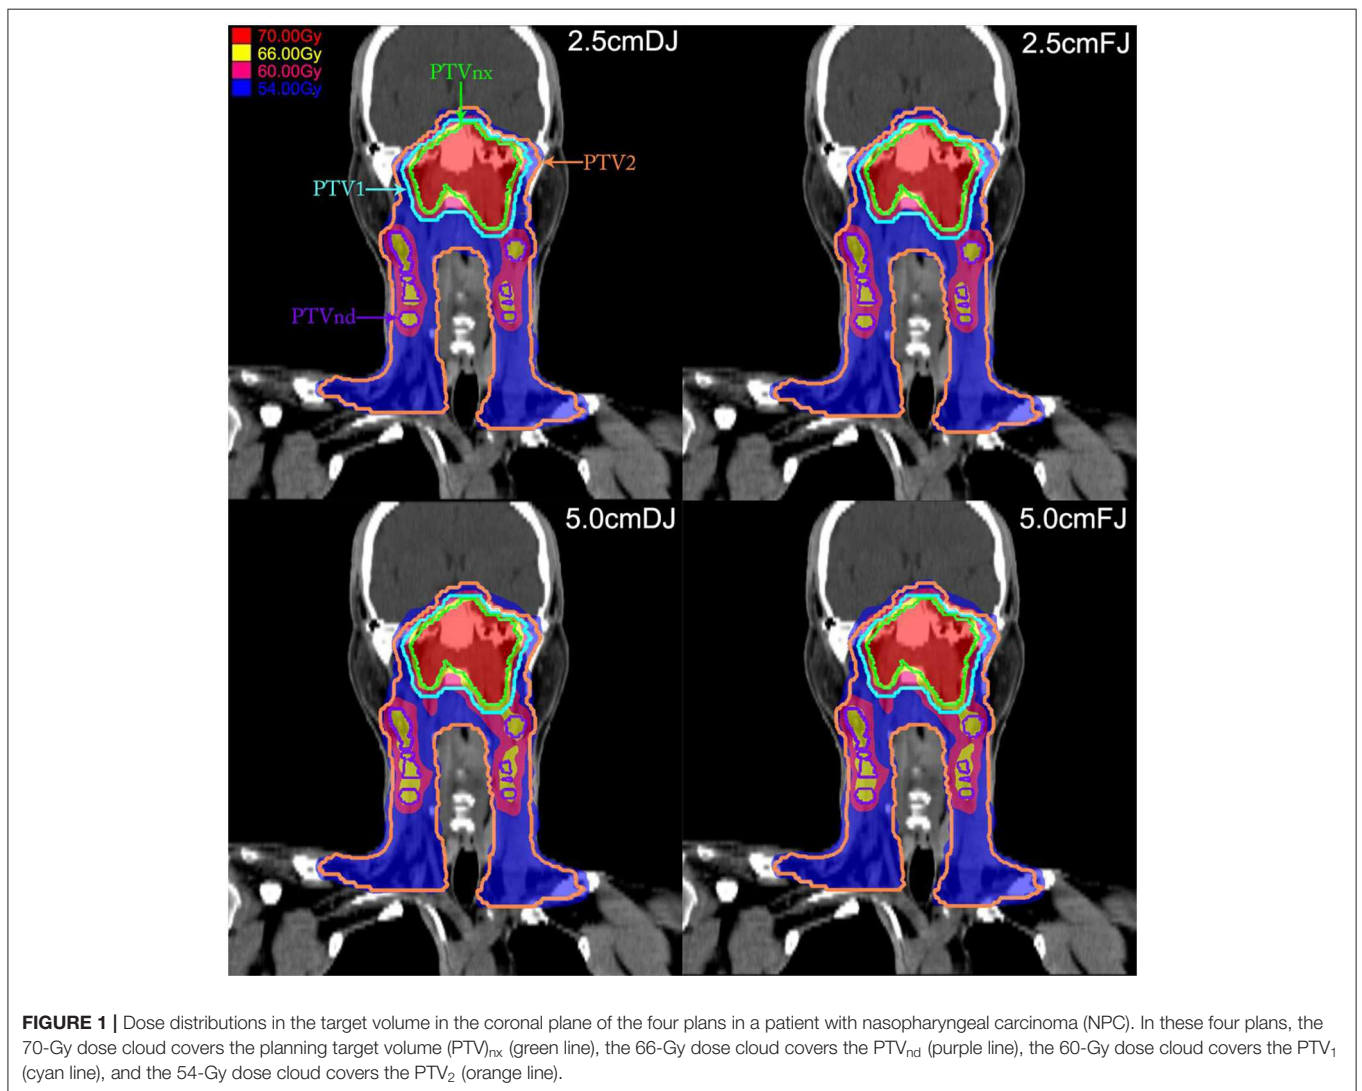 70.00Gy
66.00Gy
60.00Gy
54.00Gy
2.5cmDJ
2.5cmFJ
PTVnx
PTV2
PTV1
PTVnd
5.0cmDJ
5.0cmFJ
FIGURE 1 | Dose distributions in the target volume in the coronal plane of the four plans in a patient with nasopharyngeal carcinoma (NPC). In these four plans, the
70-Gy dose cloud covers the planning target volume (PTV)nx (green line), the 66-Gy dose cloud covers the PTVnd (purple line), the 60-Gy dose cloud covers the PTV1
(cyan line), and the 54-Gy dose cloud covers the PTV2 (orange line).